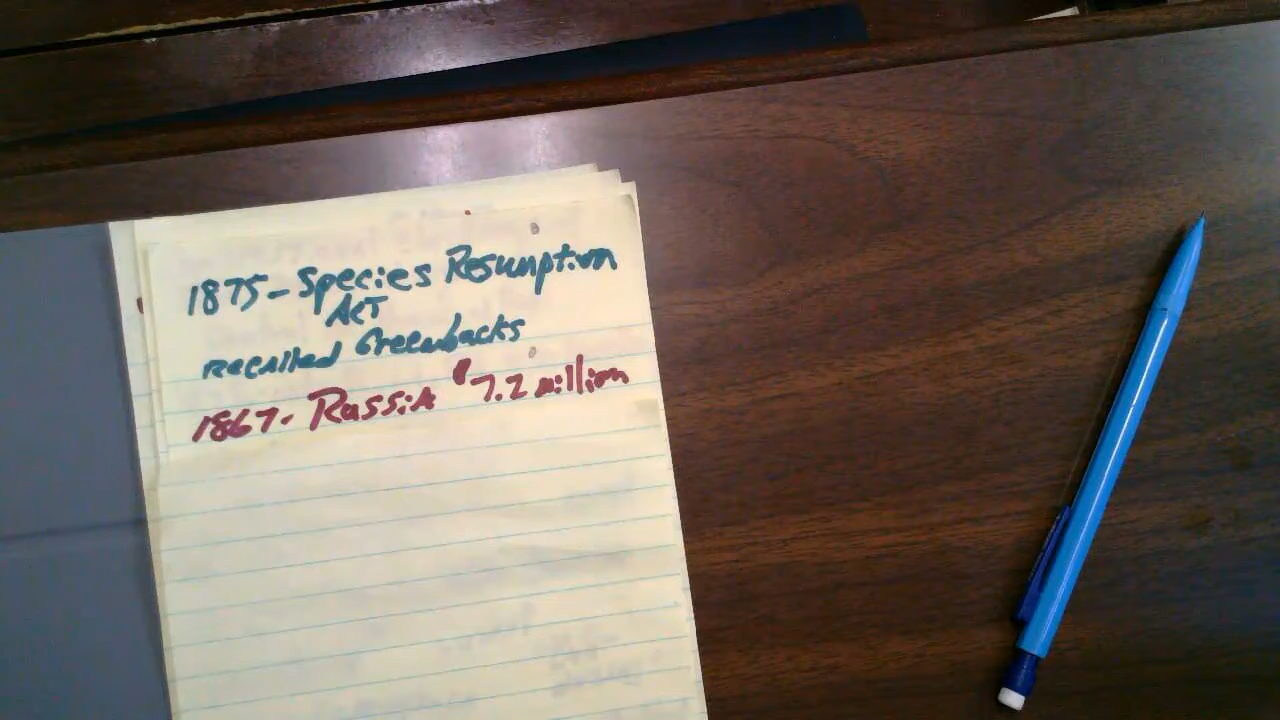 1875- Species Resumption
Act
recalled Greenbacks
1867- Russia $7.2 million